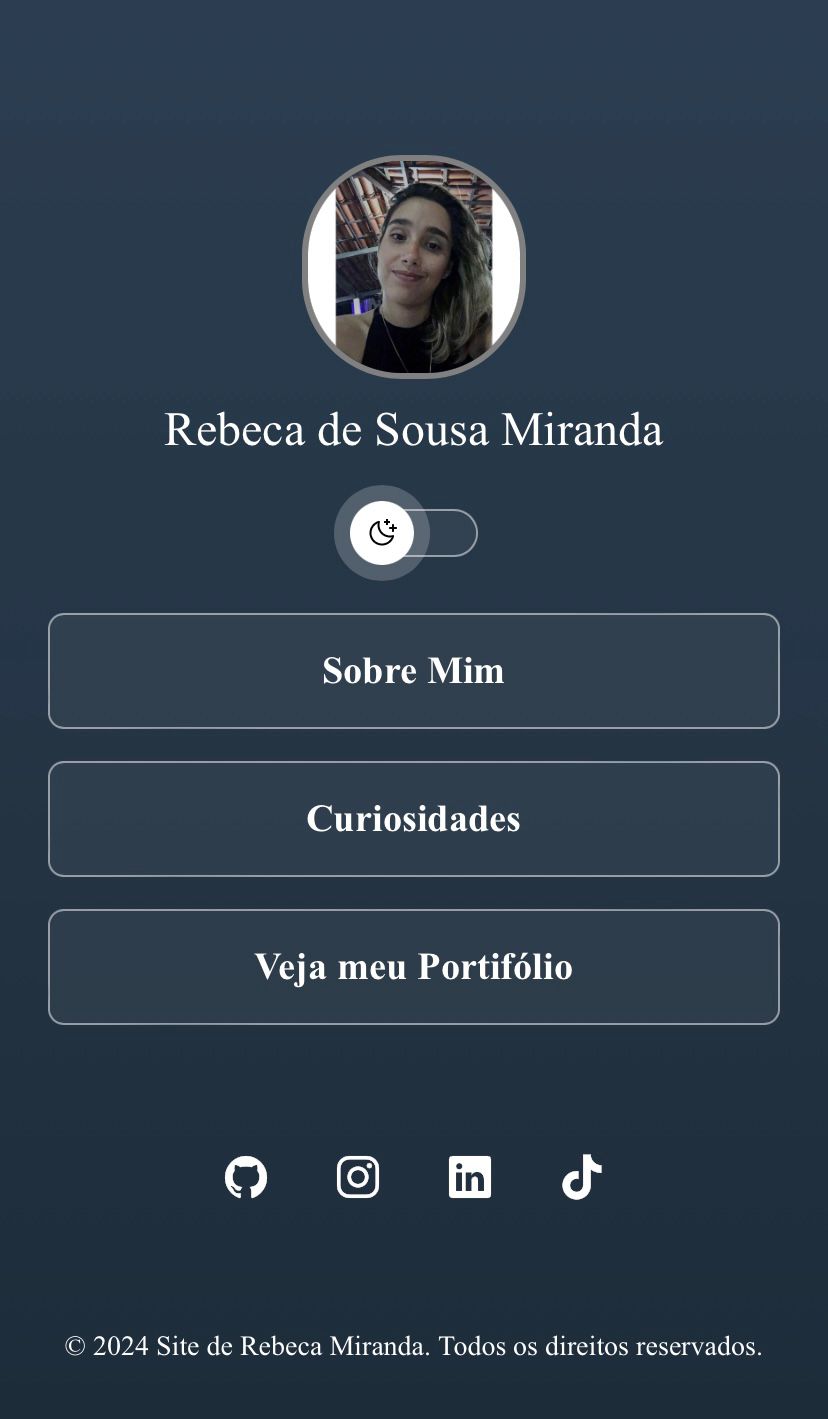 Rebeca de Sousa Miranda
Sobre Mim
Curiosidades
Veja meu Portifólio
© 2024 Site de Rebeca Miranda. Todos os direitos reservados.